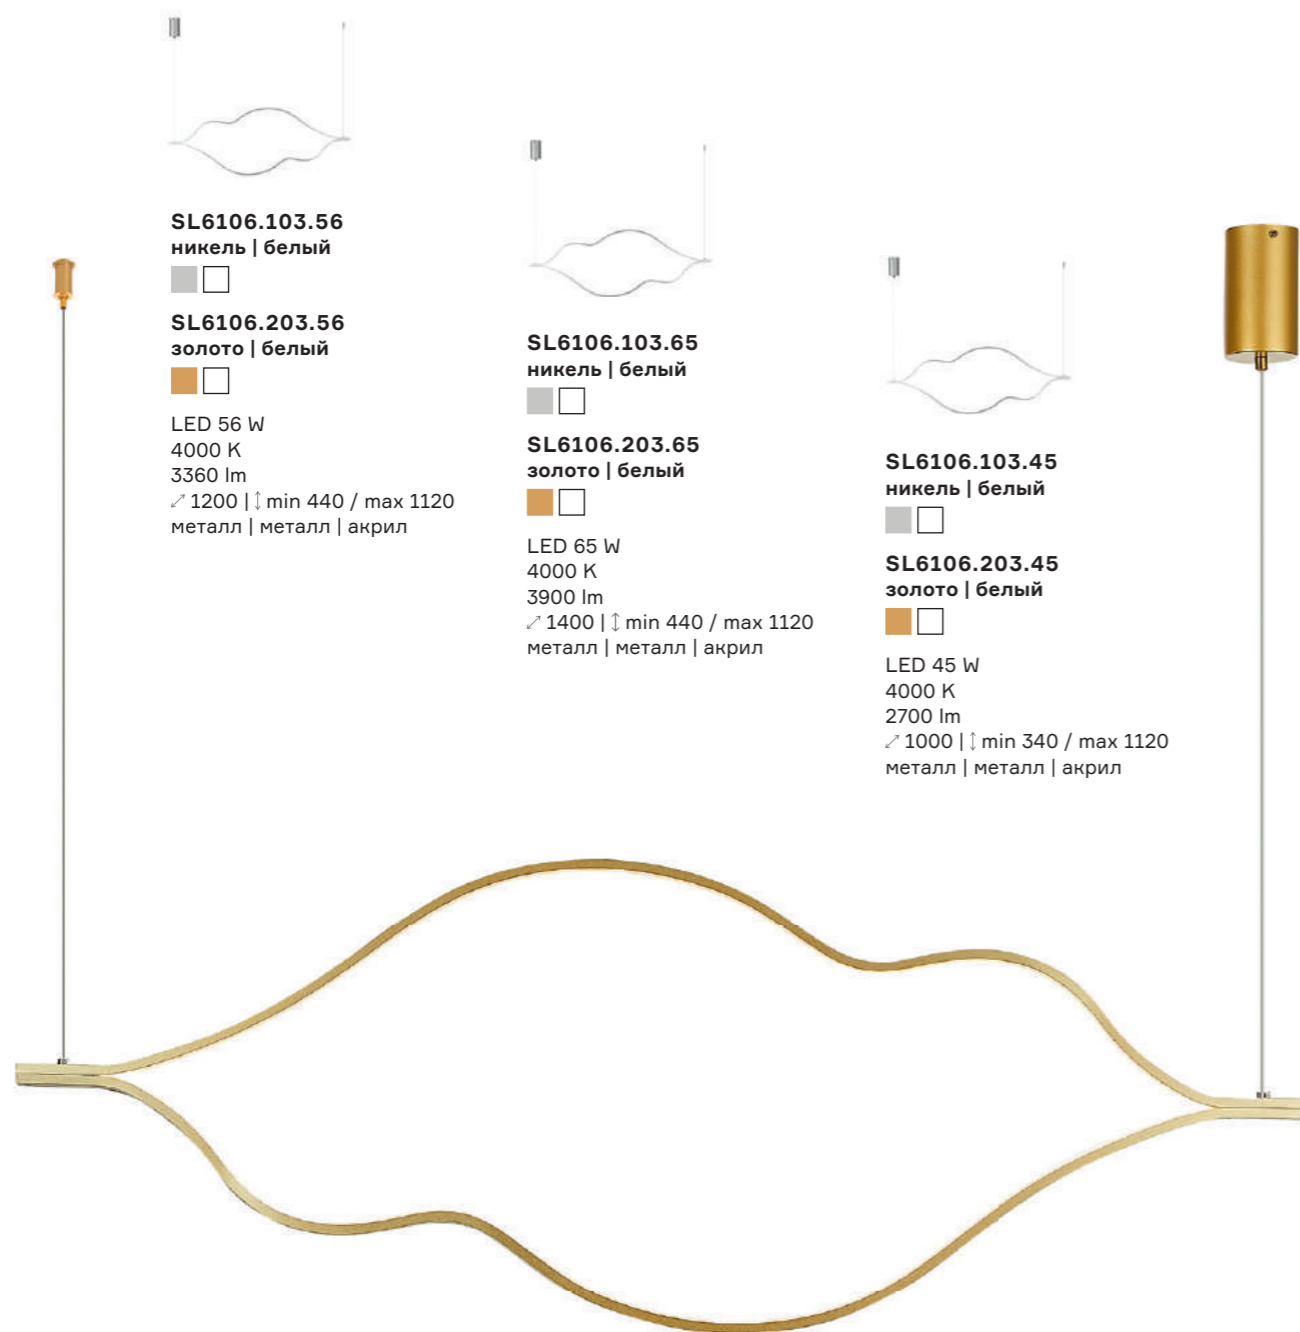 SL6106.103.56
никель | белый
SL6106.203.56
золото | белый
LED 56 W
4000 K
3360 lm
⤢ 1200 | ↕ min 440 / max 1120
металл | металл | акрил
SL6106.103.65
никель | белый
SL6106.203.65
золото | белый
LED 65 W
4000 K
3900 lm
⤢ 1400 | ↕ min 440 / max 1120
металл | металл | акрил
SL6106.103.45
никель | белый
SL6106.203.45
золото | белый
LED 45 W
4000 K
2700 lm
⤢ 1000 | ↕ min 340 / max 1120
металл | металл | акрил